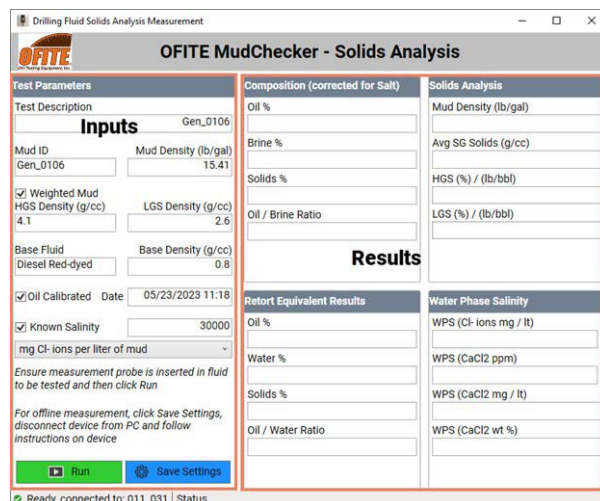 Drilling Fluid Solids Analysis Measurement
OFITE
OFITE MudChecker - Solids Analysis
Test Parameters
Test Description
Inputs
Gen_0106
Mud ID
Mud Density (lb/gal)
Gen_0106
15.41
Weighted Mud
HGS Density (g/cc)
LGS Density (g/cc)
4.1
2.6
Base Fluid
Base Density (g/cc)
Diesel Red-dyed
0.8
Oil Calibrated
Date
05/23/2023 11:18
Known Salinity
30000
mg Cl- ions per liter of mud
Ensure measurement probe is inserted in fluid
to be tested and then click Run
For offline measurement, click Save Settings,
disconnect device from PC and follow
instructions on device
Run
Save Settings
Composition (corrected for Salt)
Oil %
Brine %
Solids %
Oil / Brine Ratio
Solids Analysis
Mud Density (lb/gal)
Avg SG Solids (g/cc)
HGS (%) / (lb/bbl)
LGS (%) / (lb/bbl)
Results
Retort Equivalent Results
Oil %
Water %
Solids %
Oil / Water Ratio
Water Phase Salinity
WPS (Cl- ions mg / lt)
WPS (CaCl2 ppm)
WPS (CaCl2 mg / lt)
WPS (CaCl2 wt %)
Ready, connected to: 011_031
Status